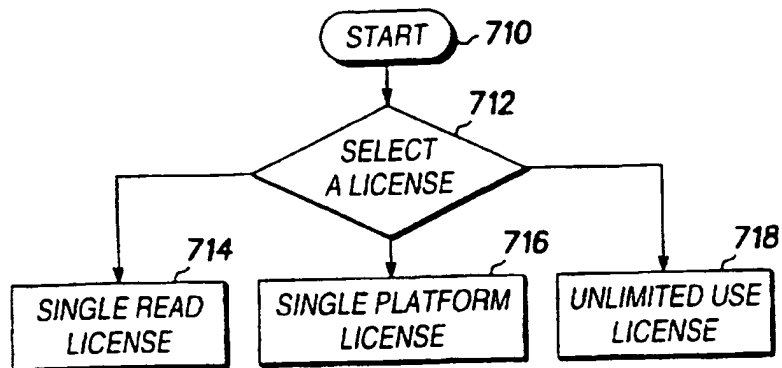 START
710
712
SELECT
A LICENSE
714
716
718
SINGLE READ
LICENSE
SINGLE PLATFORM
LICENSE
UNLIMITED USE
LICENSE